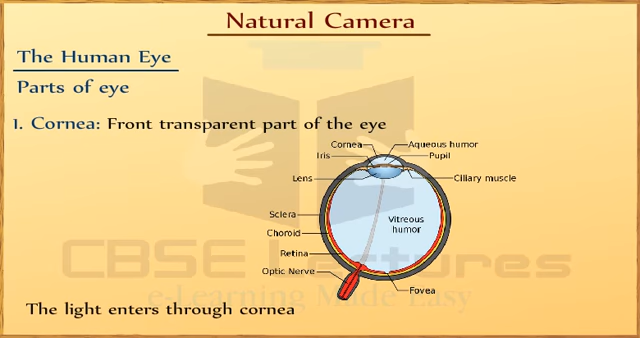 Natural Camera
The Human Eye
Parts of eye
1. Cornea: Front transparent part of the eye
Cornea
Aqueous humor
Iris
Pupil
Lens
Ciliary muscle
Sclera
Vitreous
humor
Choroid
Retina
Optic Nerve
Fovea
CBSE Lectures
e-Learning Made Easy
The light enters through cornea